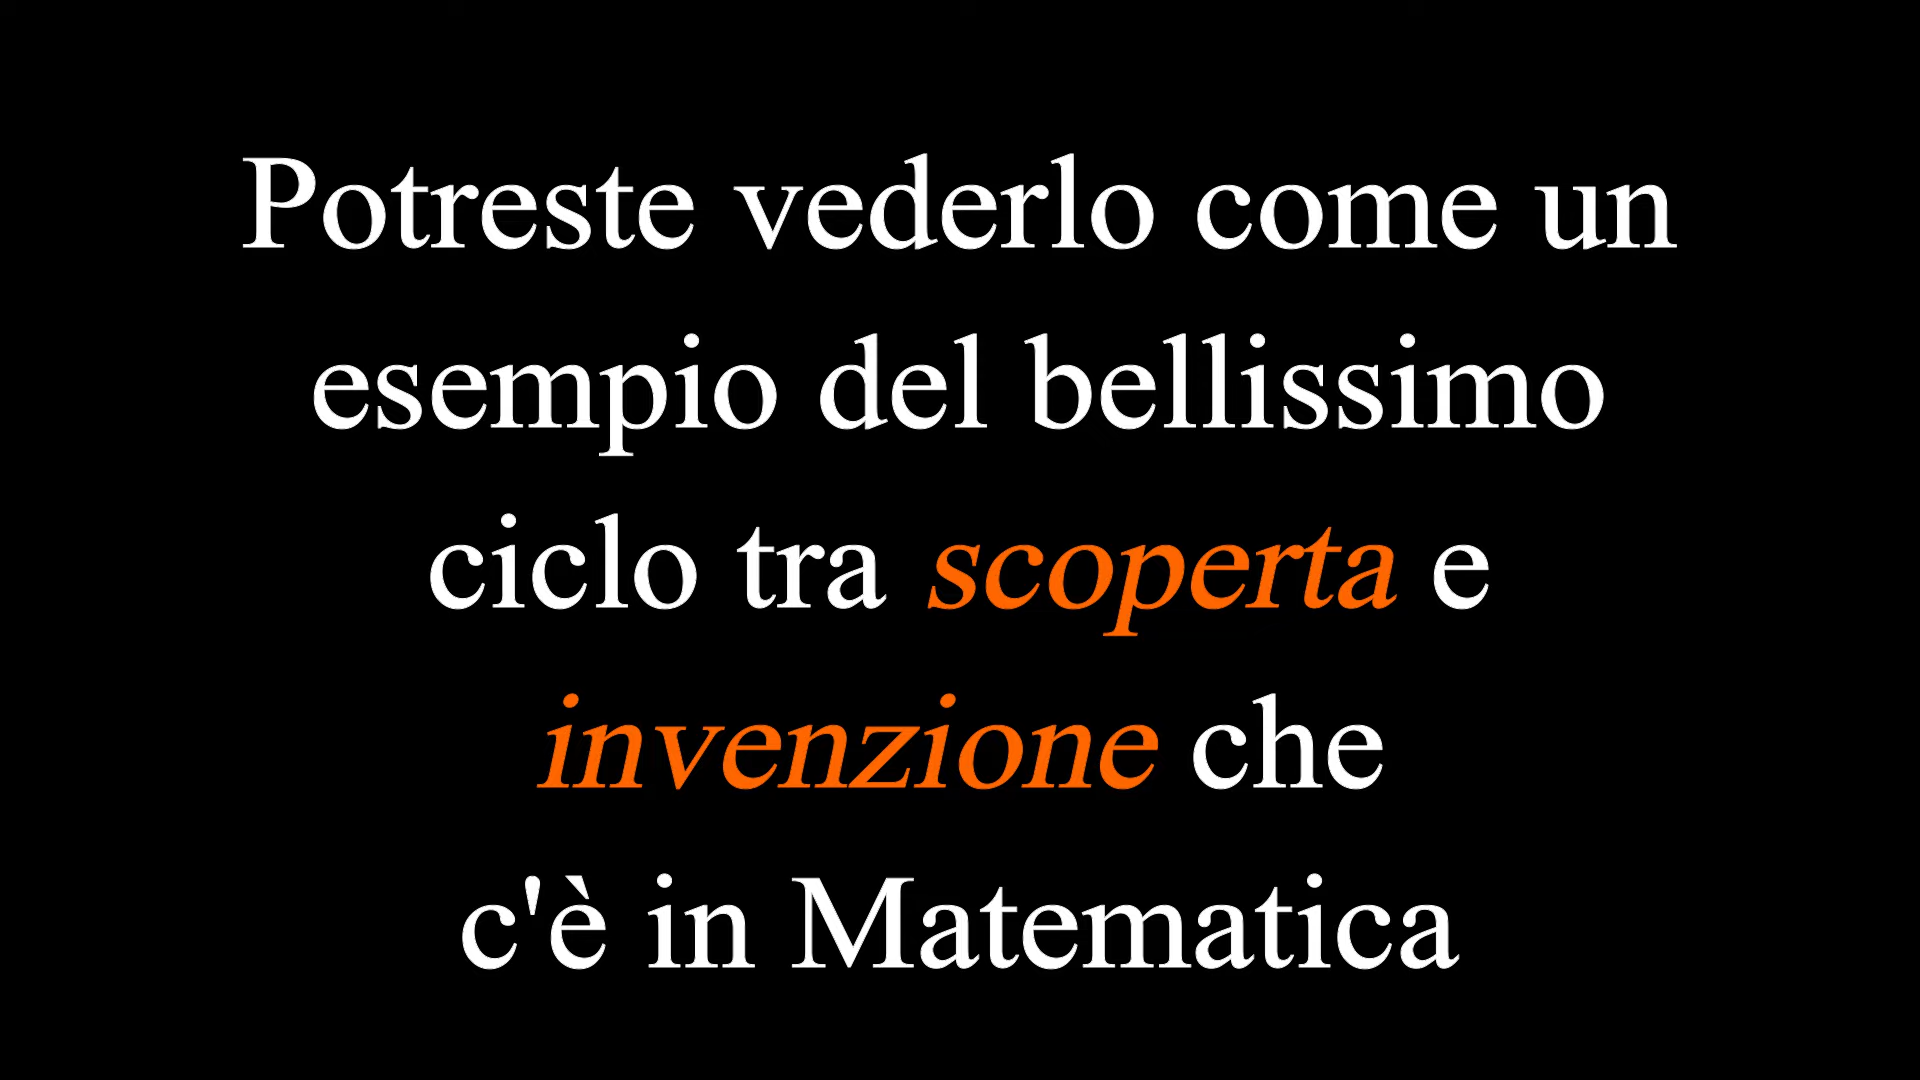 Potreste vederlo come un
esempio del bellissimo
ciclo tra scoperta e
invenzione che
c'è in Matematica